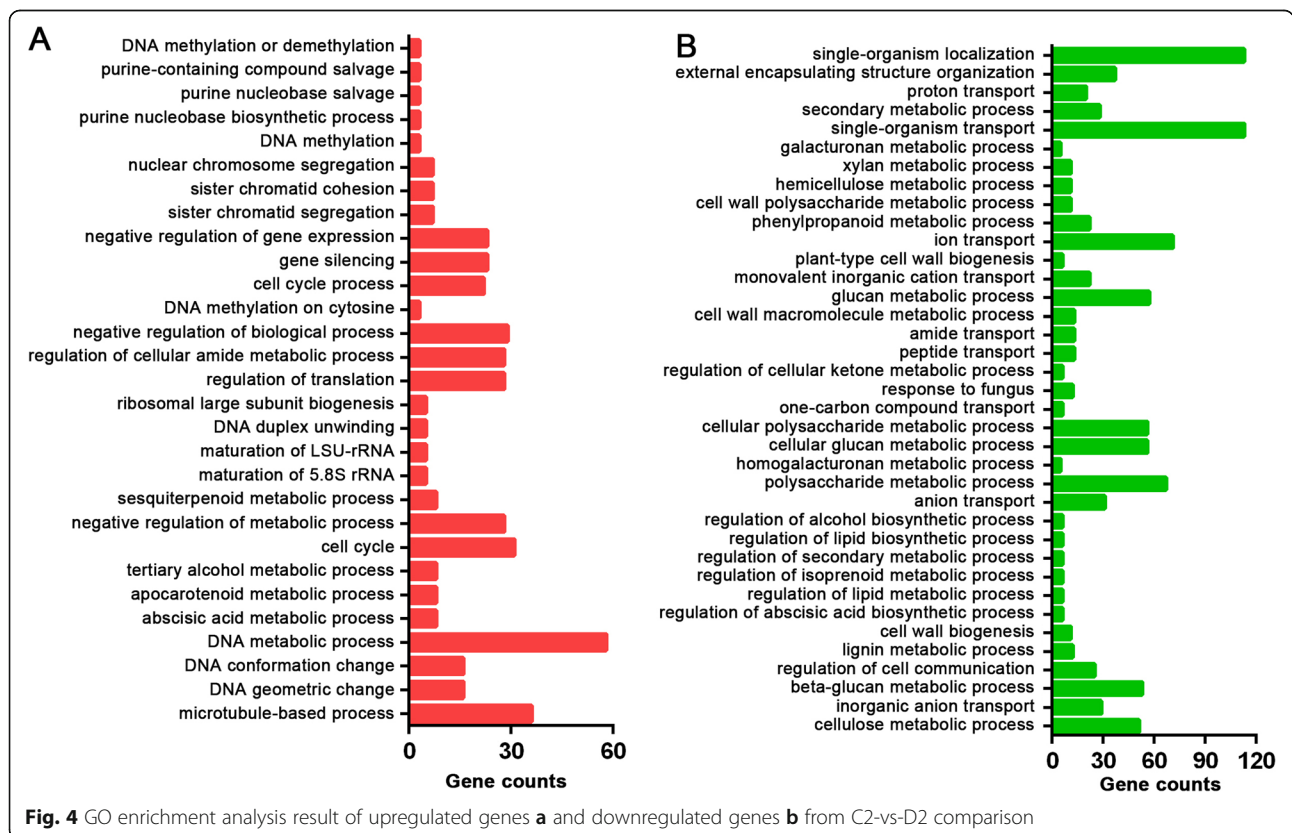 A
DNA methylation or demethylation
purine-containing compound salvage
purine nucleobase salvage
purine nucleobase biosynthetic process
DNA methylation
nuclear chromosome segregation
sister chromatid cohesion
sister chromatid segregation
negative regulation of gene expression
gene silencing
cell cycle process
DNA methylation on cytosine
negative regulation of biological process
regulation of cellular amide metabolic process
regulation of translation
ribosomal large subunit biogenesis
DNA duplex unwinding
maturation of LSU-rRNA
maturation of 5.8S rRNA
sesquiterpenoid metabolic process
negative regulation of metabolic process
cell cycle
tertiary alcohol metabolic process
apocarotenoid metabolic process
abscisic acid metabolic process
DNA metabolic process
DNA conformation change
DNA geometric change
microtubule-based process
0 30 60
Gene counts
B
single-organism localization
external encapsulating structure organization
proton transport
secondary metabolic process
single-organism transport
galacturonan metabolic process
xylan metabolic process
hemicellulose metabolic process
cell wall polysaccharide metabolic process
phenylpropanoid metabolic process
ion transport
plant-type cell wall biogenesis
monovalent inorganic cation transport
glucan metabolic process
cell wall macromolecule metabolic process
amide transport
peptide transport
regulation of cellular ketone metabolic process
response to fungus
one-carbon compound transport
cellular polysaccharide metabolic process
cellular glucan metabolic process
homogalacturonan metabolic process
polysaccharide metabolic process
anion transport
regulation of alcohol biosynthetic process
regulation of lipid biosynthetic process
regulation of secondary metabolic process
regulation of isoprenoid metabolic process
regulation of lipid metabolic process
regulation of abscisic acid biosynthetic process
cell wall biogenesis
lignin metabolic process
regulation of cell communication
beta-glucan metabolic process
inorganic anion transport
cellulose metabolic process
0 30 60 90 120
Gene counts
Fig. 4 GO enrichment analysis result of upregulated genes a and downregulated genes b from C2-vs-D2 comparison